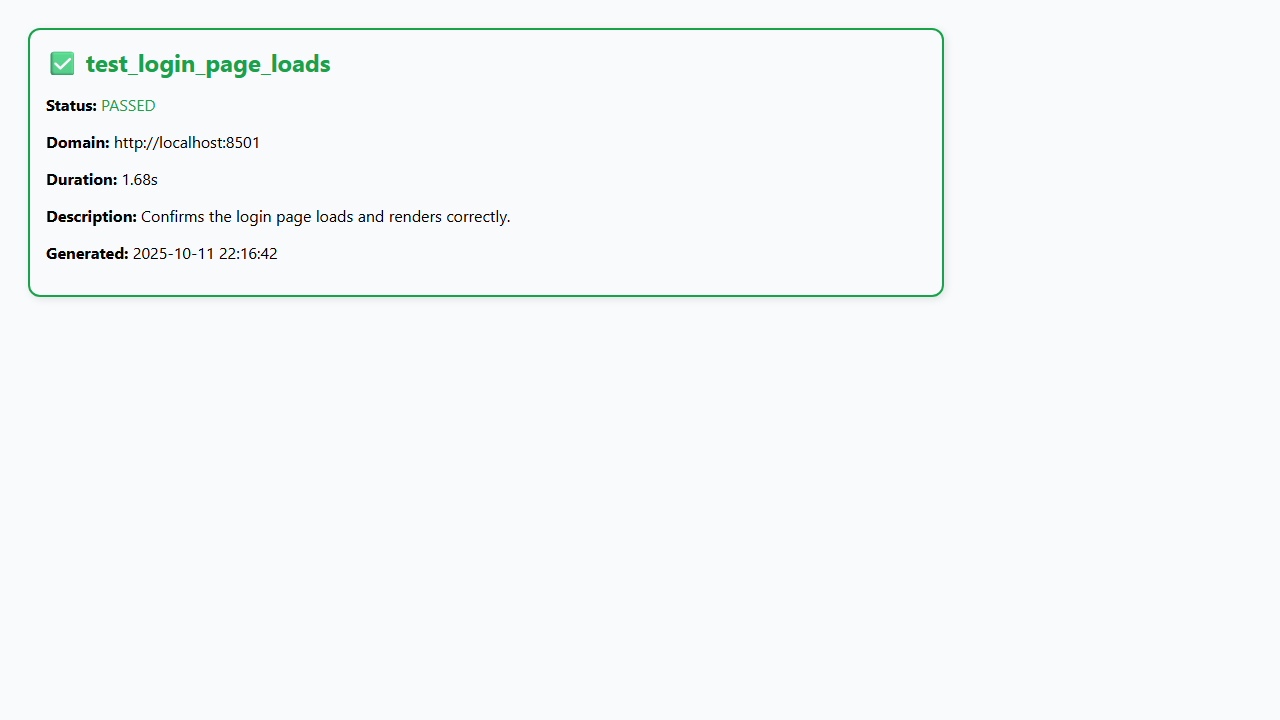 ✅ test_login_page_loads
Status: PASSED
Domain: http://localhost:8501
Duration: 1.68s
Description: Confirms the login page loads and renders correctly.
Generated: 2025-10-11 22:16:42